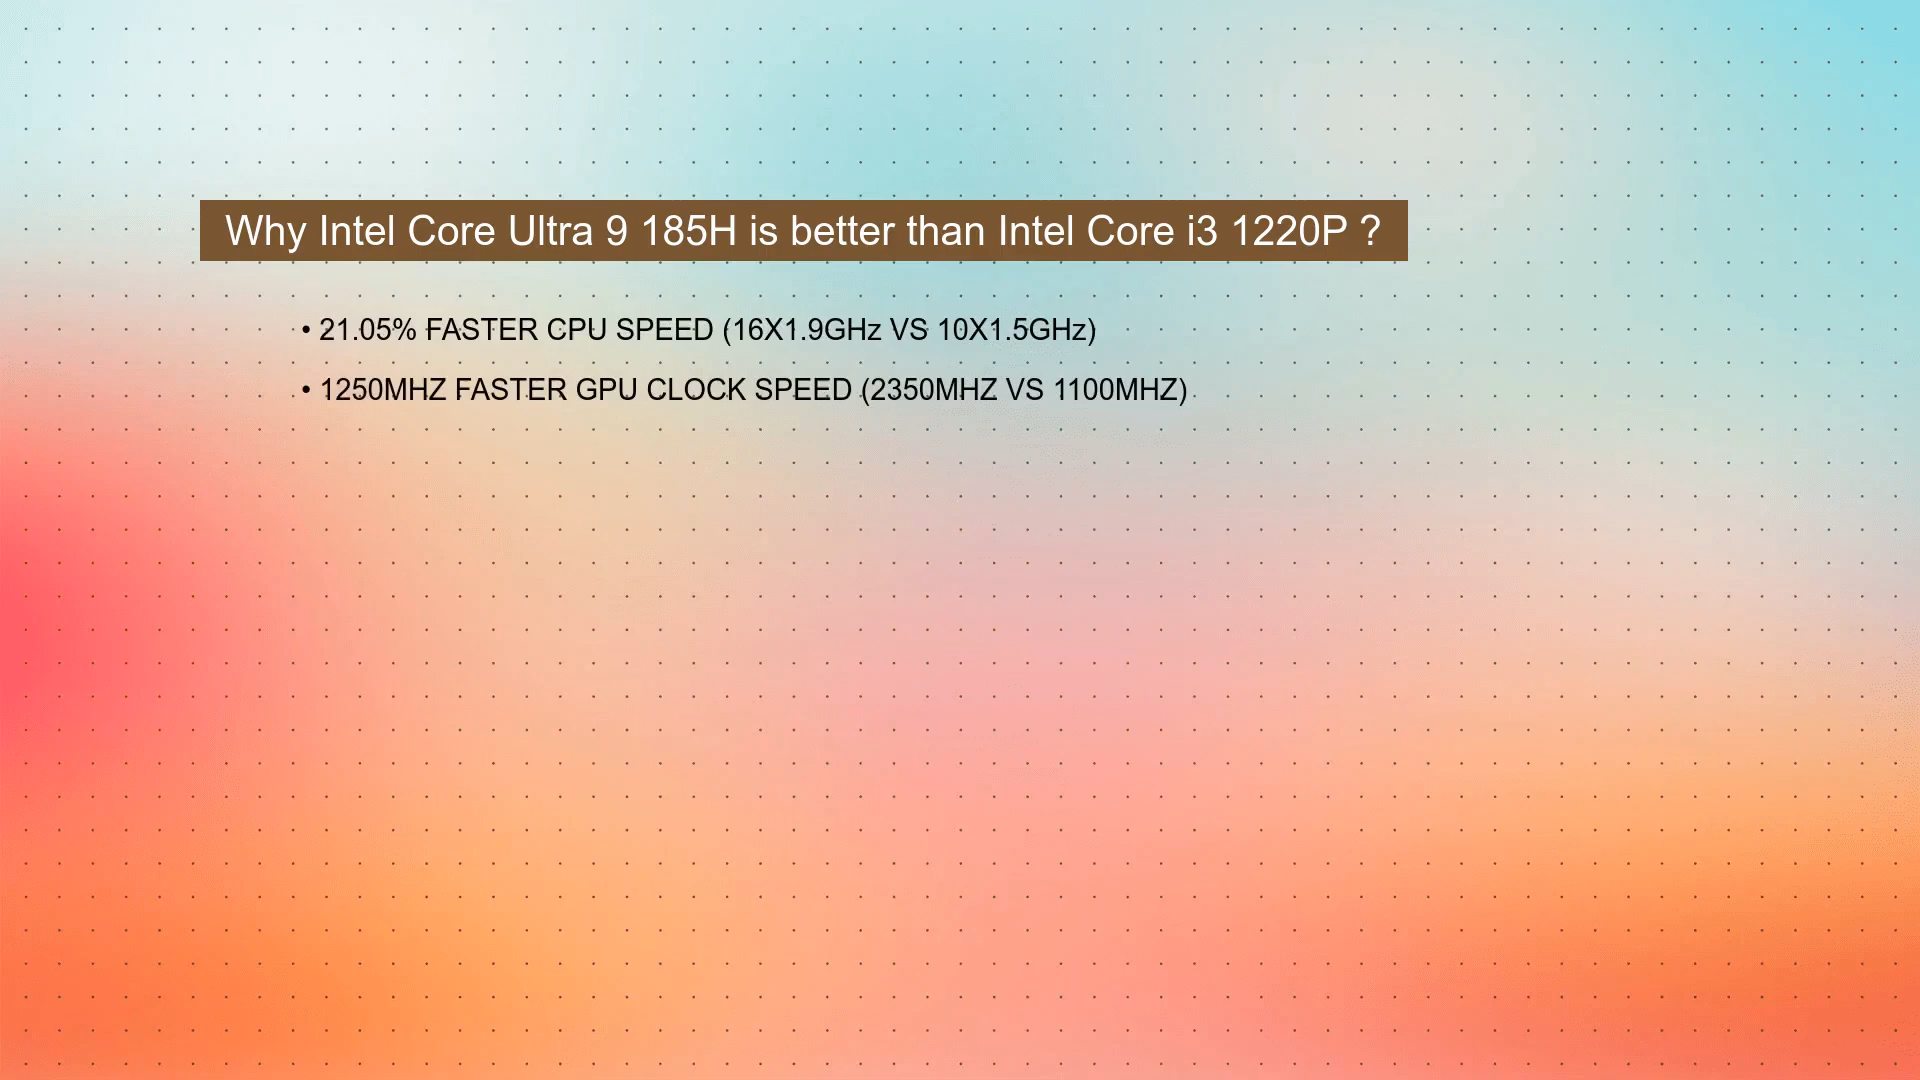 Why Intel Core Ultra 9 185H is better than Intel Core i3 1220P ?
• 21.05% FASTER CPU SPEED (16X1.9GHz VS 10X1.5GHz)
• 1250MHZ FASTER GPU CLOCK SPEED (2350MHZ VS 1100MHZ)